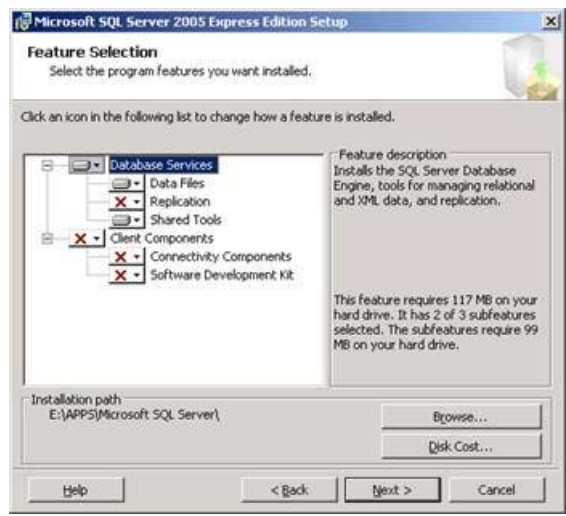 Microsoft SQL Server 2005 Express Edition Setup
Feature Selection
Select the program features you want installed.
Click an icon in the following list to change how a feature is installed.
Database Services
Data Files
Replication
Shared Tools
Client Components
Connectivity Components
Software Development Kit
Feature description
Installs the SQL Server Database
Engine, tools for managing relational
and XML data, and replication.
This feature requires 117 MB on your
hard drive. It has 2 of 3 subfeatures
selected. The subfeatures require 99
MB on your hard drive.
Installation path
E:\APPS\Microsoft SQL Server\
Browse...
Disk Cost...
Help
< Back
Next >
Cancel